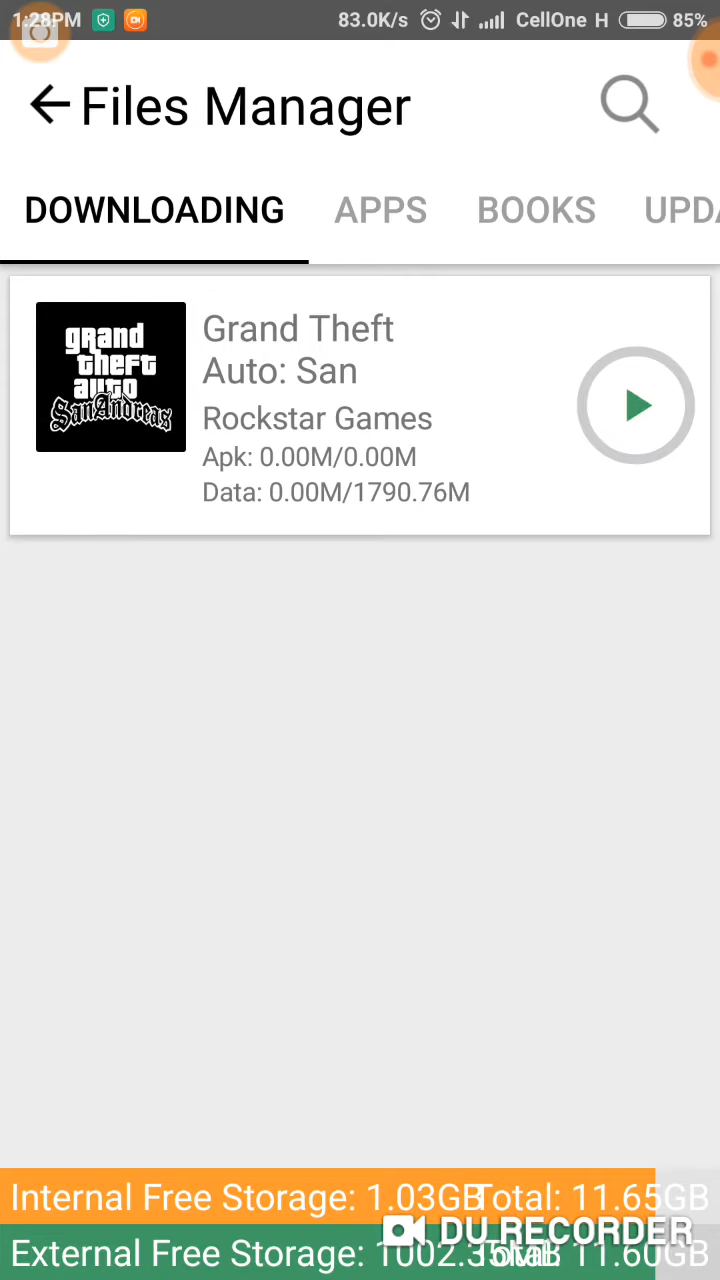 1:28PM 83.0K/s CellOne H 85%
Files Manager
DOWNLOADING APPS BOOKS UPDA
grand
theft
auto
San Andreas
Grand Theft
Auto: San
Rockstar Games
Apk: 0.00M/0.00M
Data: 0.00M/1790.76M
Internal Free Storage: 1.03GB Total: 11.65GB
DU RECORDER
External Free Storage: 1002.35MB Total: 11.60GB